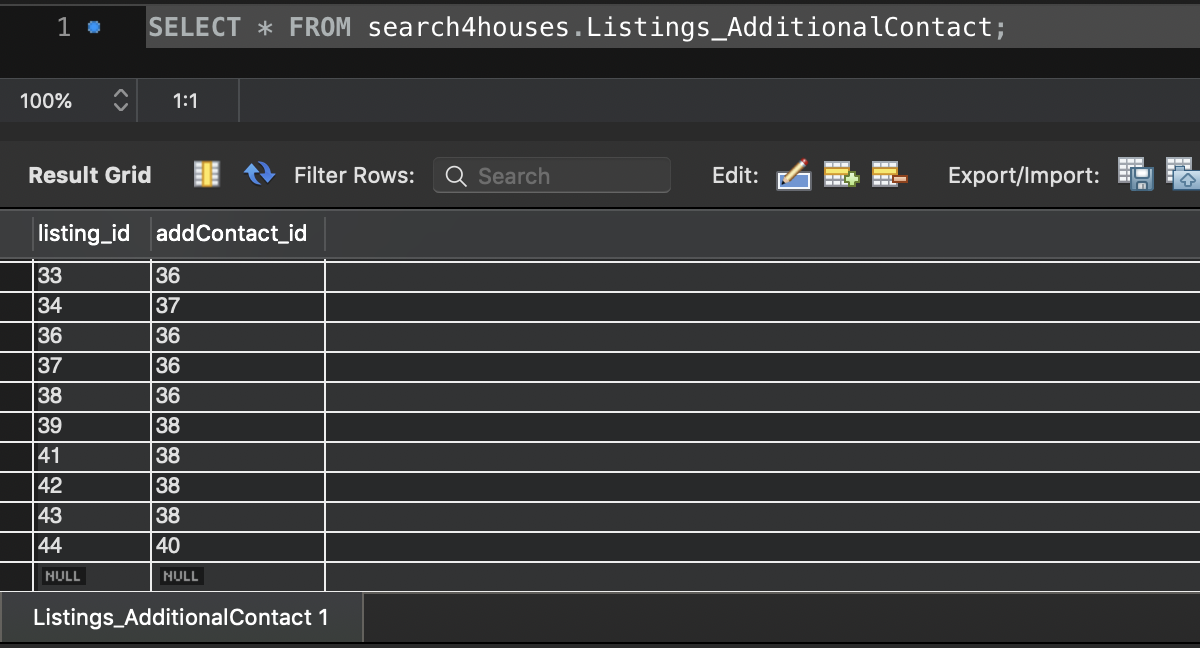 1 SELECT * FROM search4houses.Listings_AdditionalContact;
100% 1:1
Result Grid Filter Rows: Search Edit: Export/Import:
listing_id addContact_id
33 36
34 37
36 36
37 36
38 36
39 38
41 38
42 38
43 38
44 40
NULL NULL
Listings_AdditionalContact 1